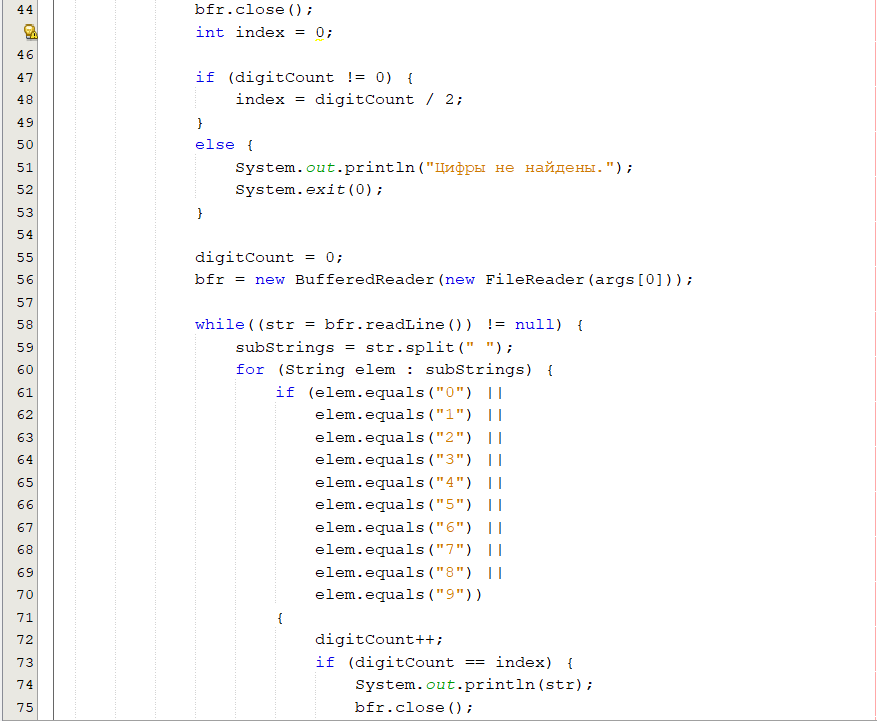 44 bfr.close();
int index = 0;
46
47 if (digitCount != 0) {
48 index = digitCount / 2;
49 }
50 else {
51 System.out.println("Цифры не найдены.");
52 System.exit(0);
53 }
54
55 digitCount = 0;
56 bfr = new BufferedReader(new FileReader(args[0]));
57
58 while((str = bfr.readLine()) != null) {
59 subStrings = str.split(" ");
60 for (String elem : subStrings) {
61 if (elem.equals("0") ||
62 elem.equals("1") ||
63 elem.equals("2") ||
64 elem.equals("3") ||
65 elem.equals("4") ||
66 elem.equals("5") ||
67 elem.equals("6") ||
68 elem.equals("7") ||
69 elem.equals("8") ||
70 elem.equals("9"))
71 {
72 digitCount++;
73 if (digitCount == index) {
74 System.out.println(str);
75 bfr.close();